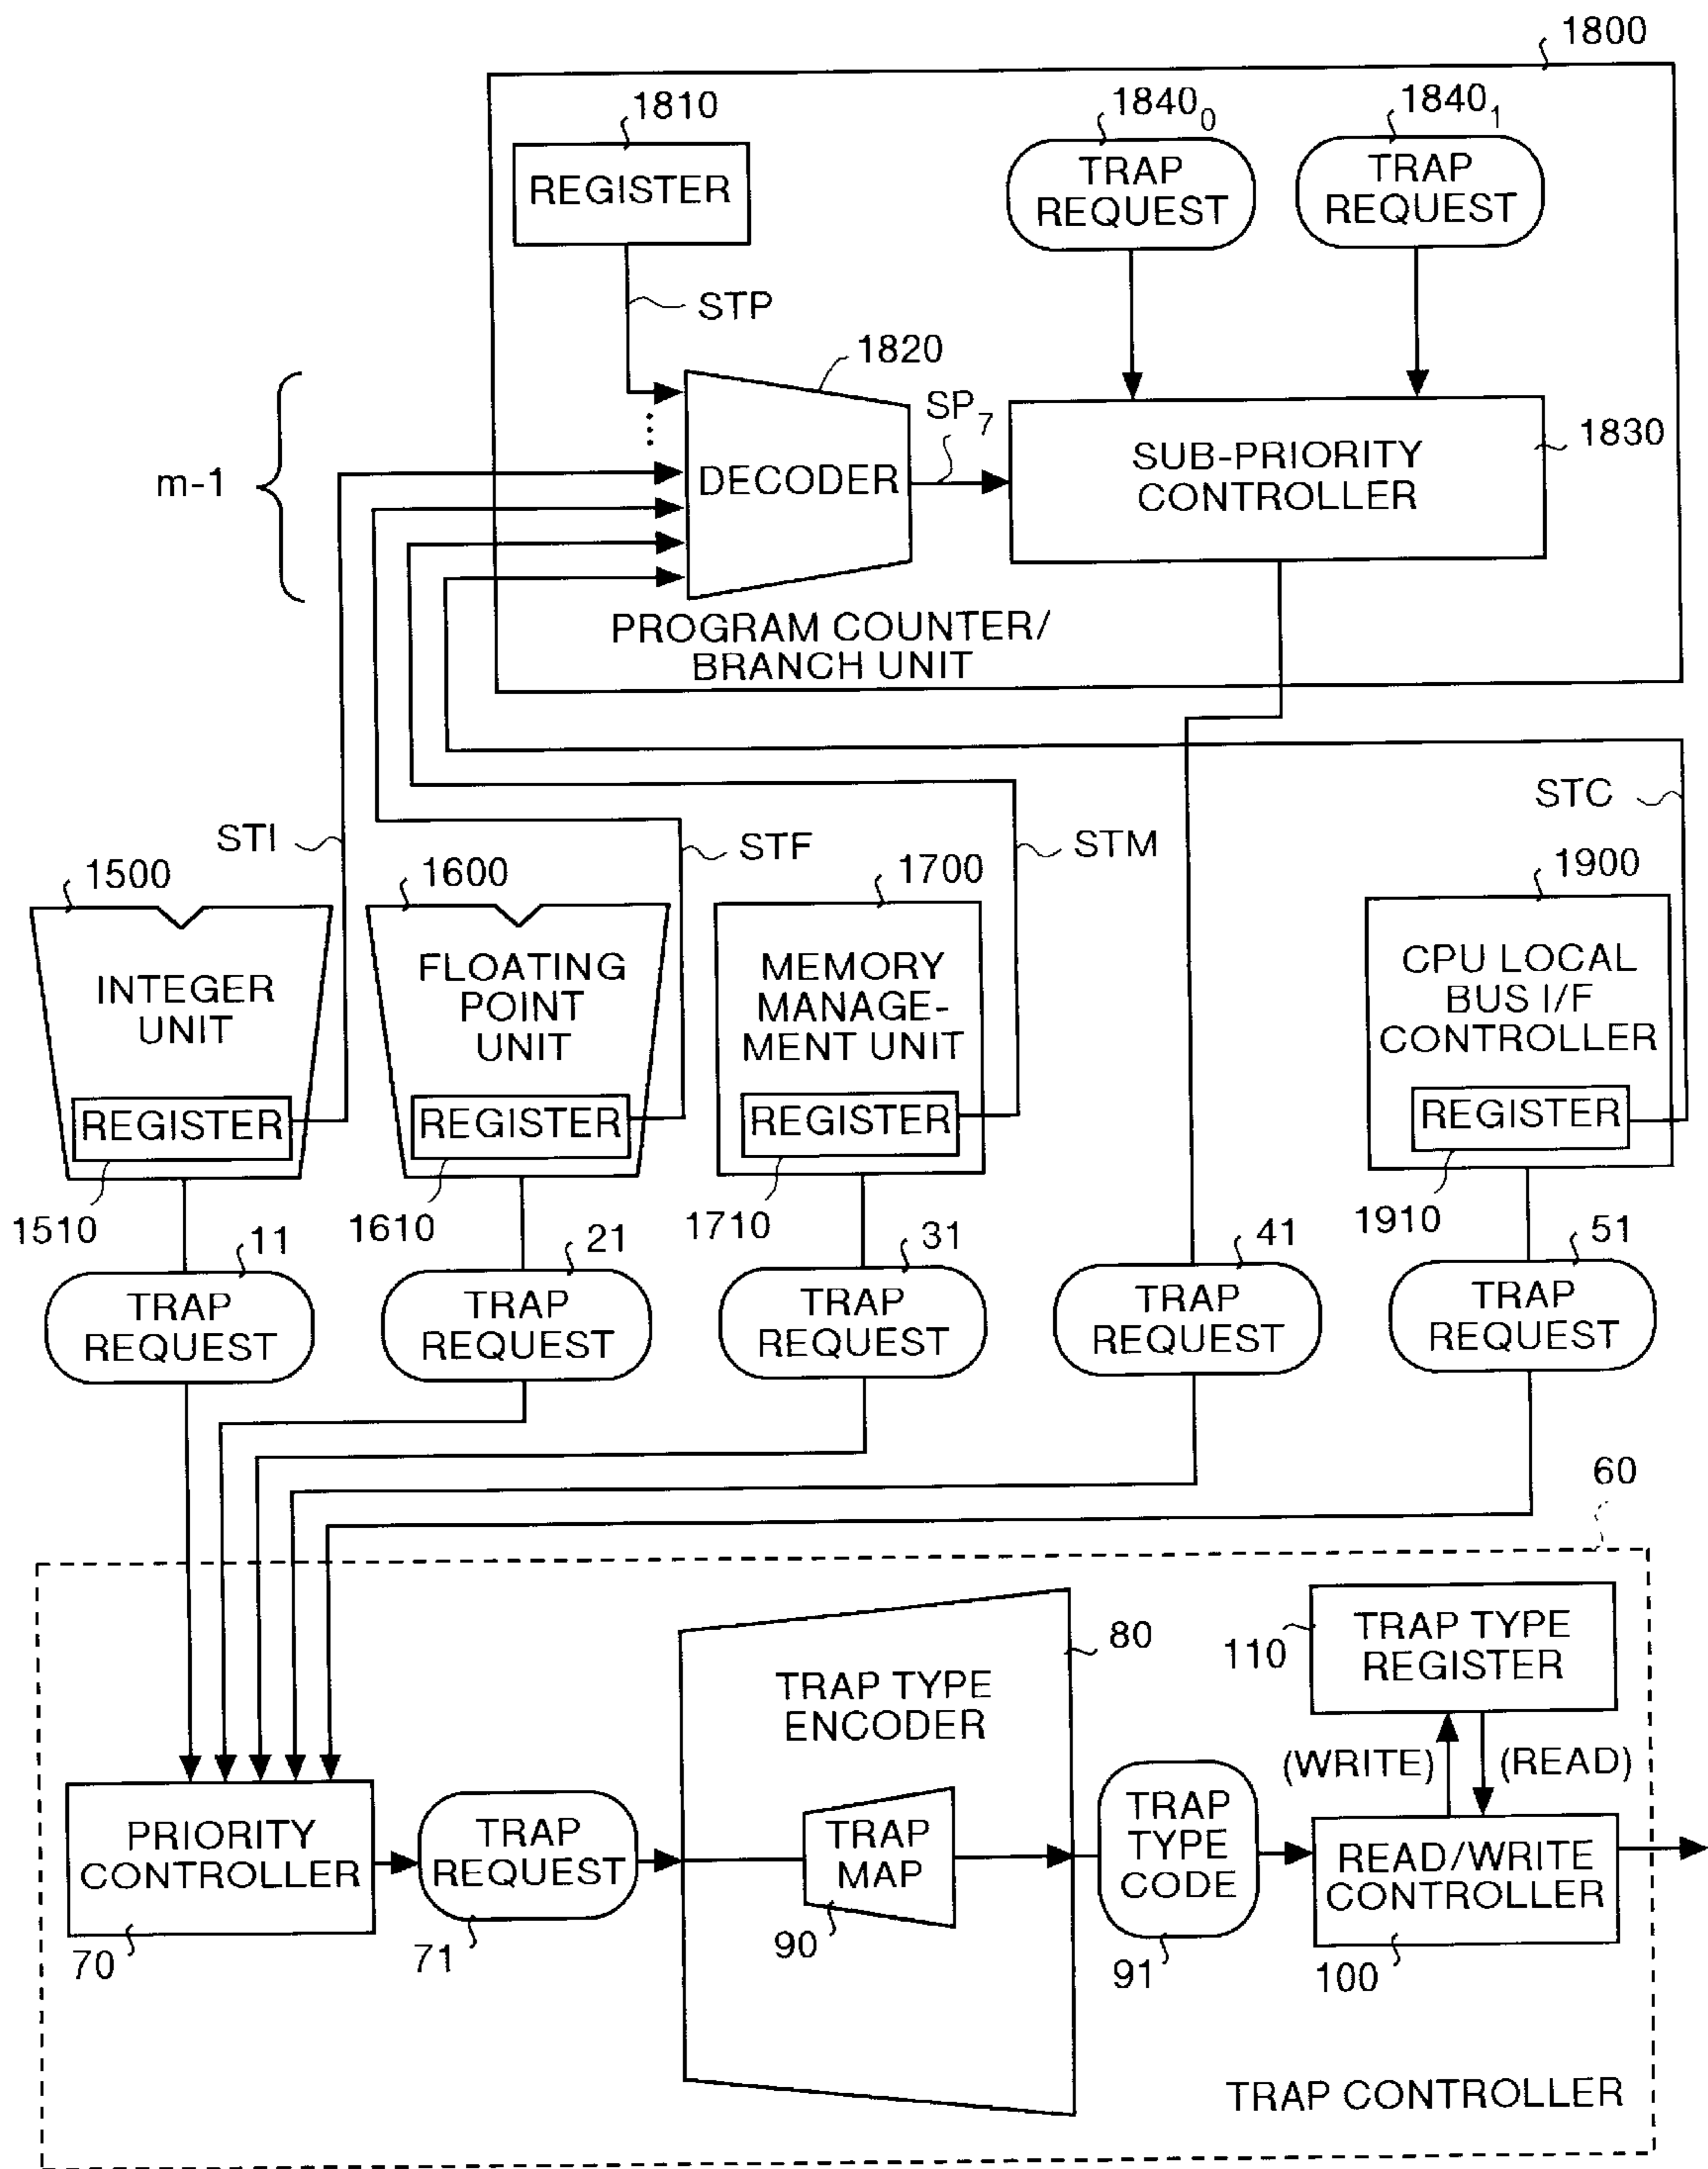 1800
1810
1840₀
1840₁
REGISTER
TRAP
REQUEST
TRAP
REQUEST
STP
1820
SP₇
1830
m-1
DECODER
SUB-PRIORITY
CONTROLLER
PROGRAM COUNTER/
BRANCH UNIT
STI
STF
STM
STC
1500
1600
1700
1900
INTEGER
UNIT
FLOATING
POINT
UNIT
MEMORY
MANAGE-
MENT UNIT
CPU LOCAL
BUS I/F
CONTROLLER
REGISTER
REGISTER
REGISTER
REGISTER
1510
1610
1710
1910
11
21
31
41
51
TRAP
REQUEST
TRAP
REQUEST
TRAP
REQUEST
TRAP
REQUEST
TRAP
REQUEST
60
80
110
TRAP TYPE
REGISTER
TRAP TYPE
ENCODER
(WRITE)
(READ)
PRIORITY
CONTROLLER
TRAP
REQUEST
TRAP
MAP
TRAP
TYPE
CODE
READ/WRITE
CONTROLLER
70
71
90
91
100
TRAP CONTROLLER